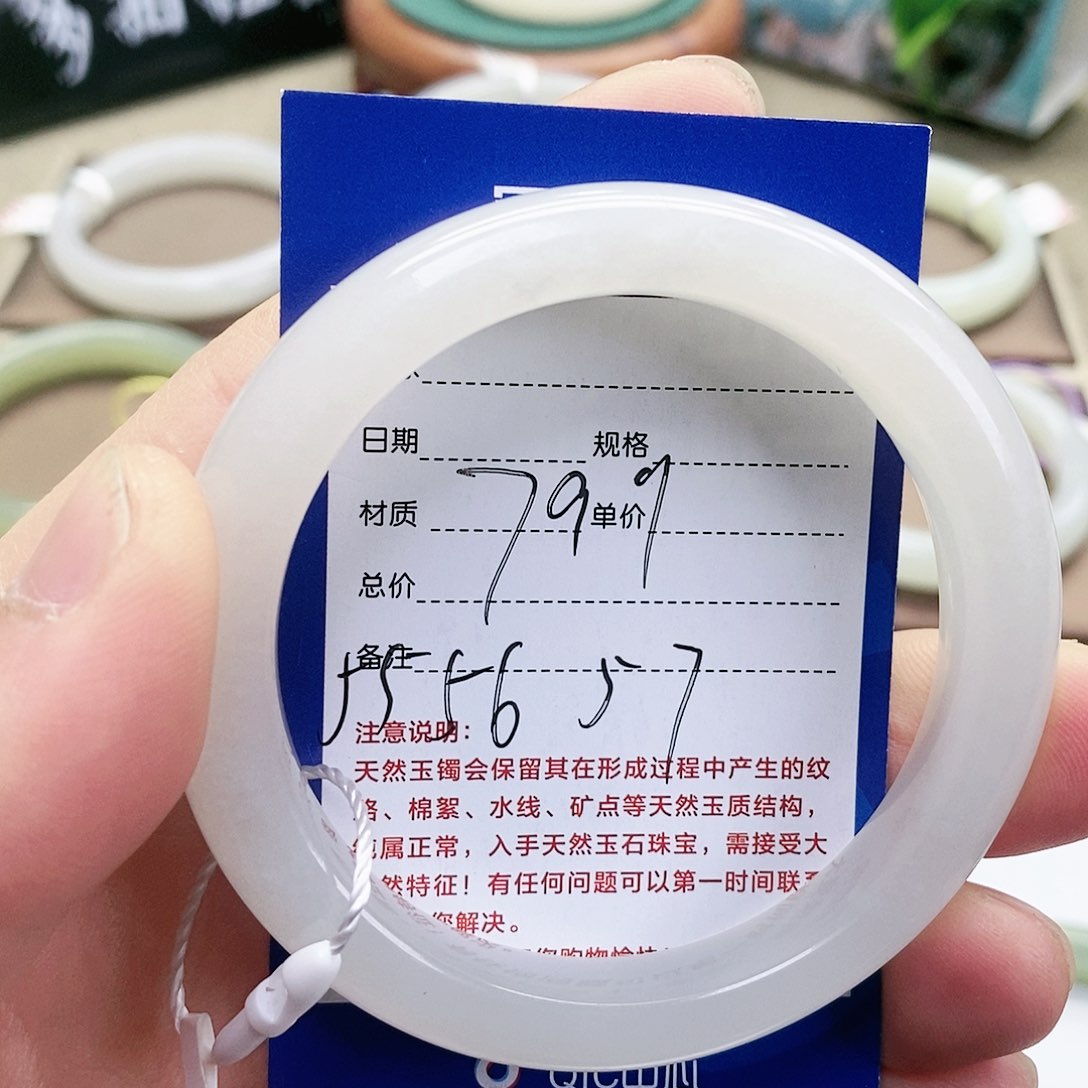 日期 规格
799
材质 单价
总价
备注
55 56 57
注意说明:
天然玉镯会保留其在形成过程中产生的纹
、棉絮、水线、矿点等天然玉质结构,
属正常,入手天然玉石珠宝,需接受大
然特征!有任何问题可以第一时间联
您解决。